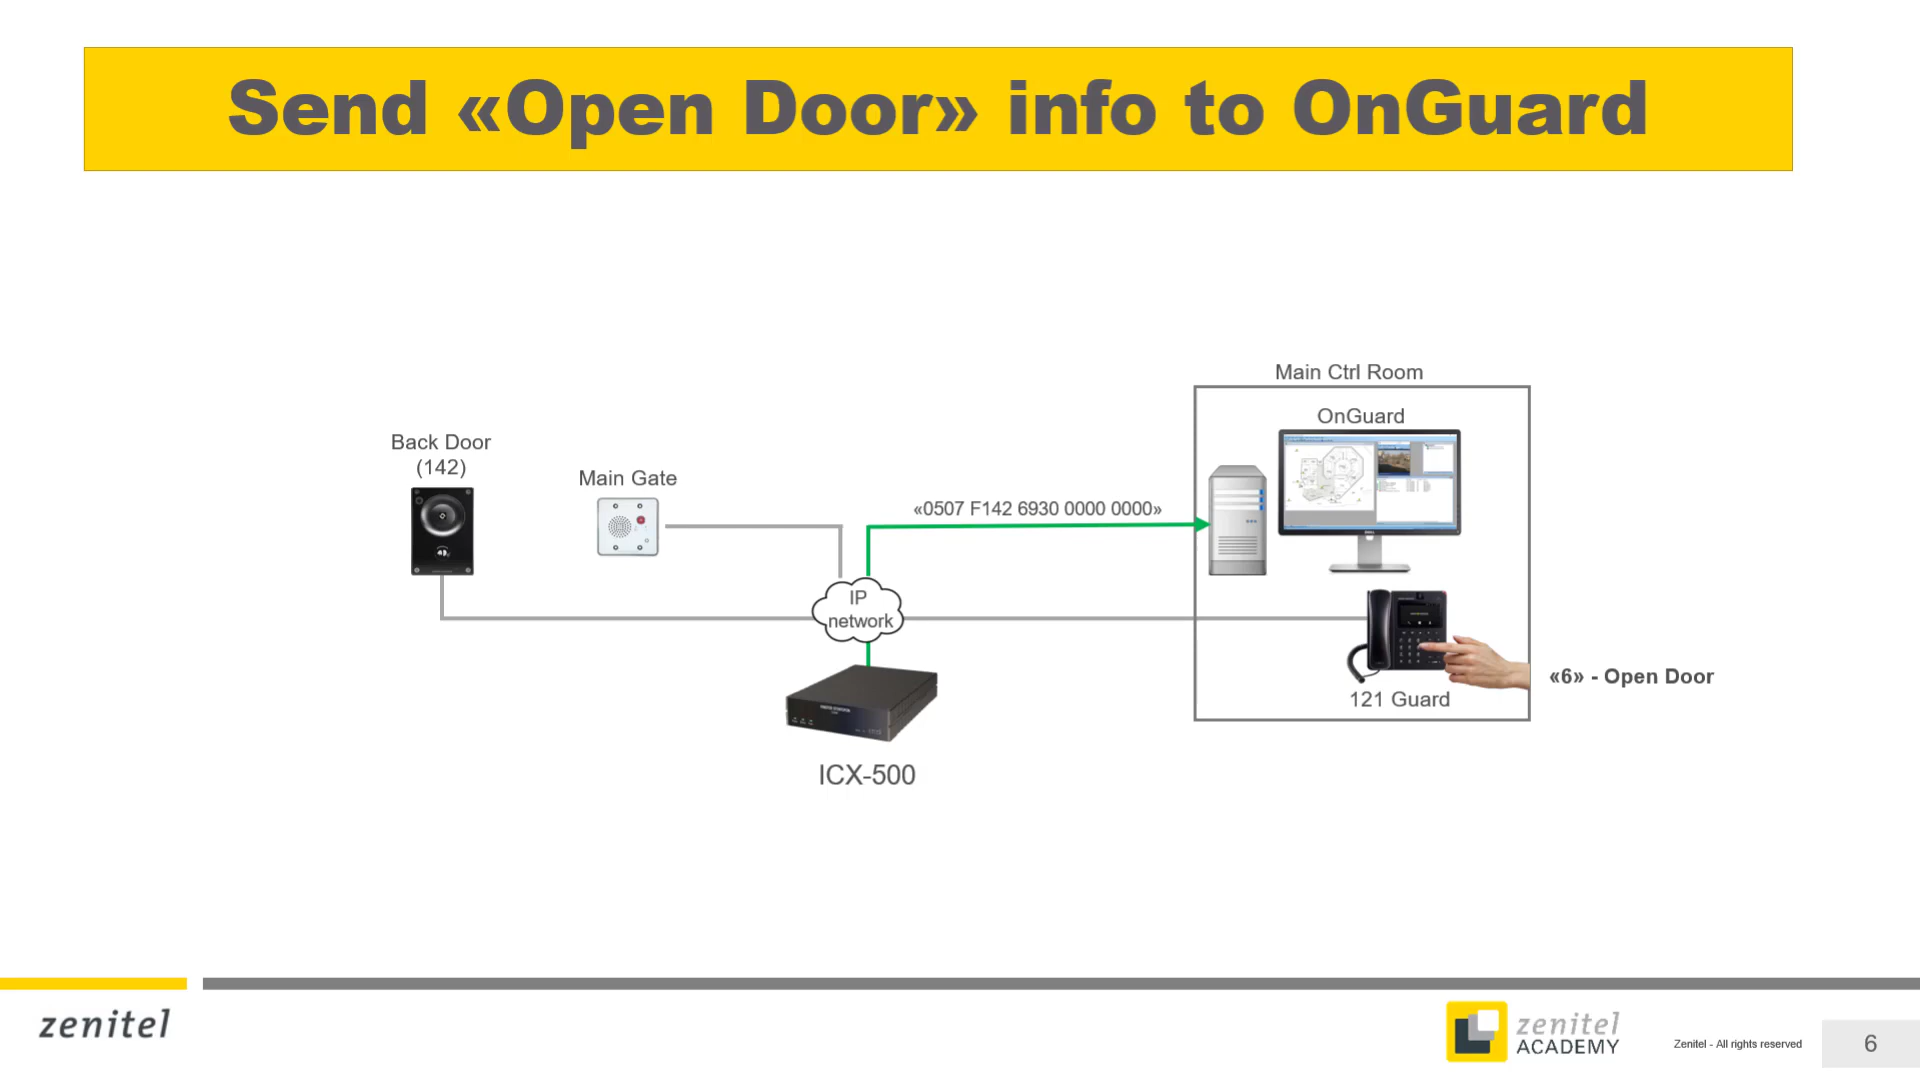 Send «Open Door» info to OnGuard
Main Ctrl Room
OnGuard
Back Door
(142)
Main Gate
«0507 F142 6930 0000 0000»
IP
network
121 Guard
«6» - Open Door
ICX-500
zenitel
zenitel
ACADEMY
Zenitel - All rights reserved
6